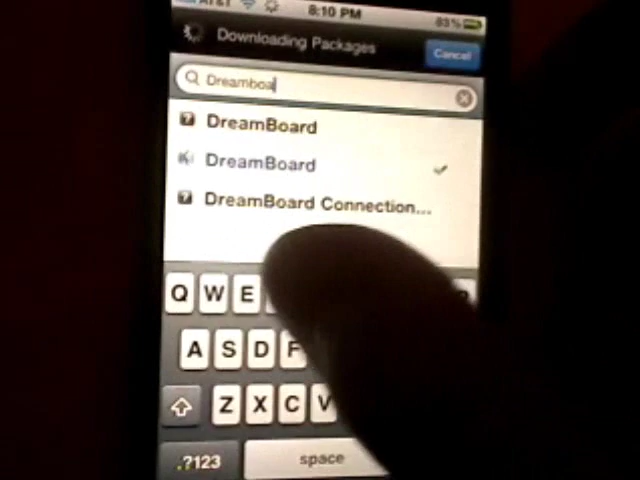 AT&T 8:10 PM 83%
Downloading Packages Cancel
Dreamboa
DreamBoard
DreamBoard
DreamBoard Connection...
Q W E
A S D F
Z X C V
.?123 space